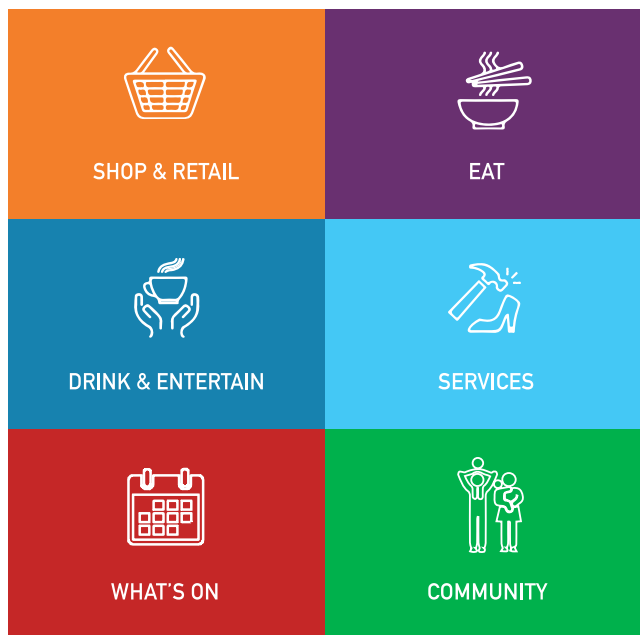 SHOP & RETAIL
EAT
DRINK & ENTERTAIN
SERVICES
WHAT'S ON
COMMUNITY